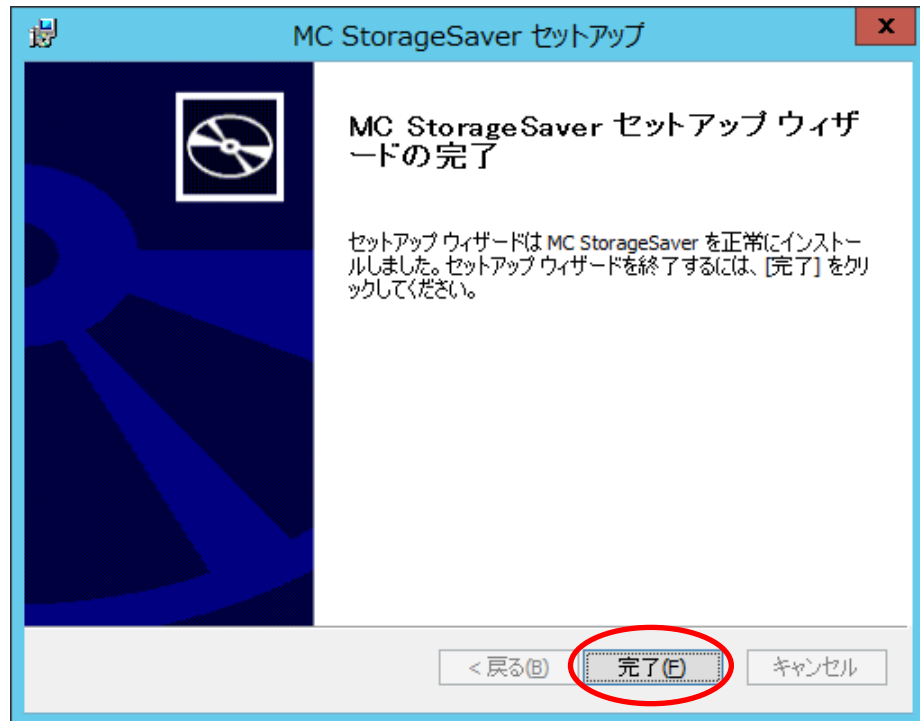 MC StorageSaver セットアップ
x
MC StorageSaver セットアップ ウィザ
ードの完了
セットアップ ウィザードは MC StorageSaver を正常にインストー
ルしました。セットアップ ウィザードを終了するには、[完了] をクリ
ックしてください。
< 戻る(B) 完了(F) キャンセル